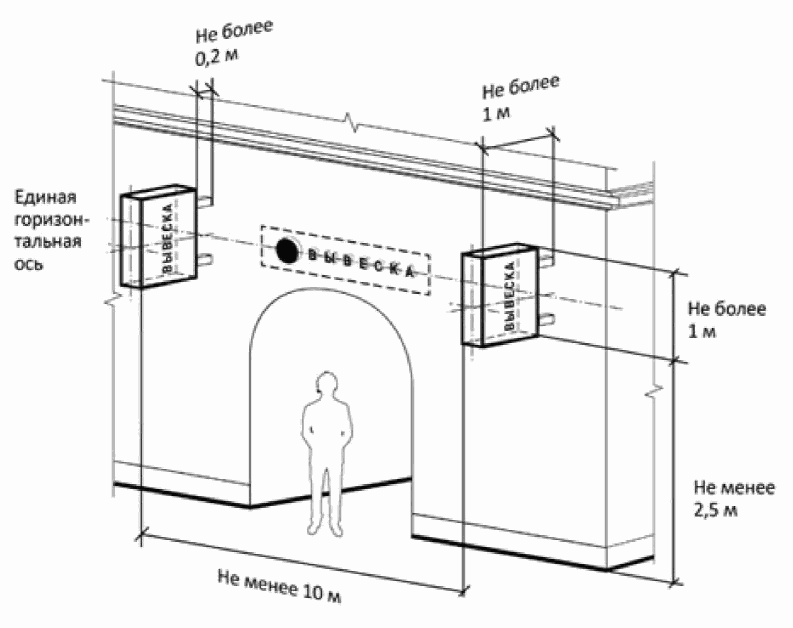 Не более
0,2 м
Не более
1 м
Единая
горизон-
тальная
ось
ВЫВЕСКА
ВЫВЕСКА
ВЫВЕСКА
Не более
1 м
Не менее
2,5 м
Не менее 10 м